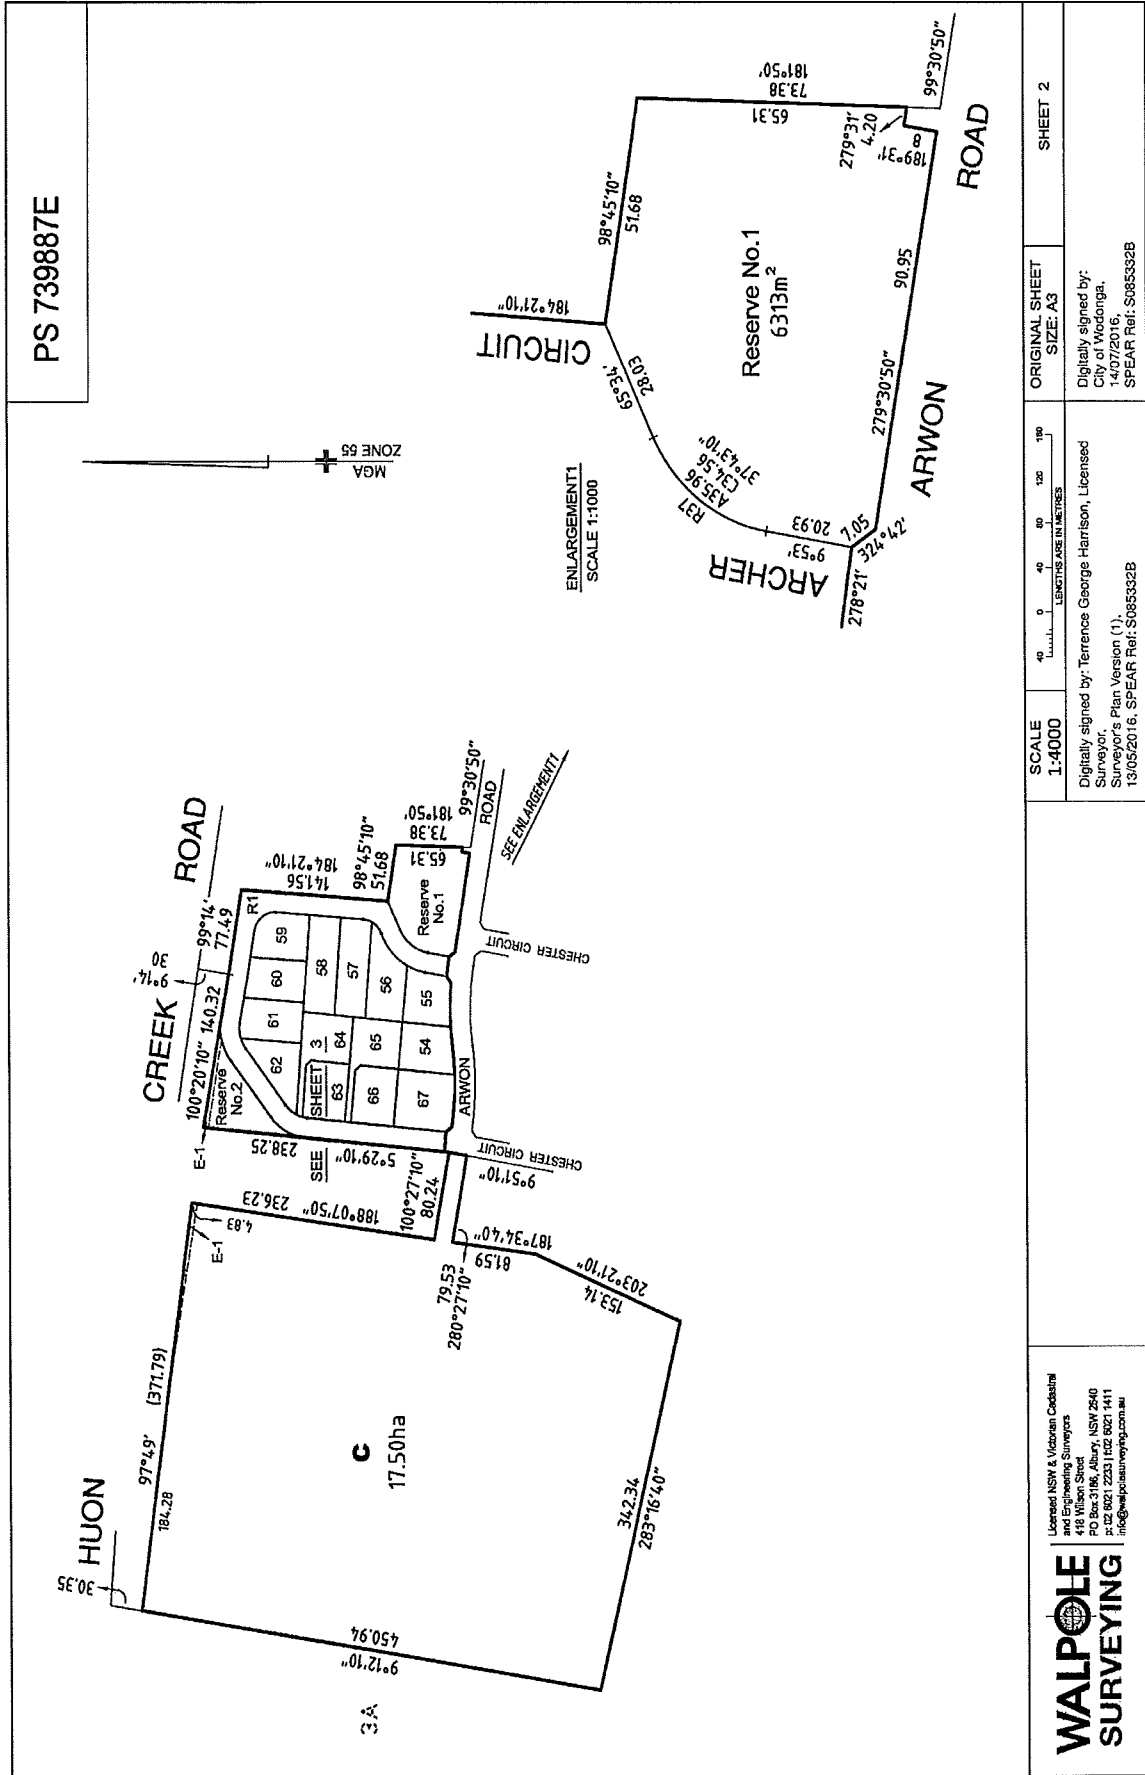 PS 739887E
MGA
ZONE 55
HUON
CREEK
ROAD
30.35
97°49'
(371.79)
184.28
E-1
4.83
188°07'50"
236.23
C
17.50ha
9°12'10"
450.94
3A
342.34
283°16'40"
203°21'10"
153.14
187°34'40"
81.59
79.53
280°27'10"
100°27'10"
80.24
9°51'10"
5°29'10"
238.25
E-1
100°20'10"
140.32
9°14'
30
99°14'
77.49
R1
184°21'10"
141.56
98°45'10"
51.68
181°50'
73.38
65.31
99°30'50"
Reserve
No.2
Reserve
No.1
59
60
61
62
58
57
56
55
64
65
54
63
66
67
SEE
SHEET
3
ARWON
ROAD
CHESTER CIRCUIT
CHESTER CIRCUIT
SEE ENLARGEMENT1
ENLARGEMENT1
SCALE 1:1000
CIRCUIT
184°21'10"
98°45'10"
51.68
181°50'
73.38
65.31
65°34'
28.03
R37
A35.96
C34.56
37°43'10"
Reserve No.1
6313m²
279°31'
4.20
189°31'
8
99°30'50"
9°53'
20.93
ARCHER
278°21'
7.05
324°42'
279°30'50"
90.95
ARWON
ROAD
WALPOLE
SURVEYING
Licensed NSW & Victorian Cadastral
and Engineering Surveyors
418 Wilson Street
PO Box 3186, Albury, NSW 2640
p: 02 6021 2233 | f: 02 6021 1411
info@walpolesurveying.com.au
SCALE
1:4000
40 0 40 80 120 160
LENGTHS ARE IN METRES
ORIGINAL SHEET
SIZE: A3
SHEET 2
Digitally signed by: Terrence George Harrison, Licensed
Surveyor,
Surveyor's Plan Version (1),
13/05/2016, SPEAR Ref: S085332B
Digitally signed by:
City of Wodonga,
14/07/2016,
SPEAR Ref: S085332B